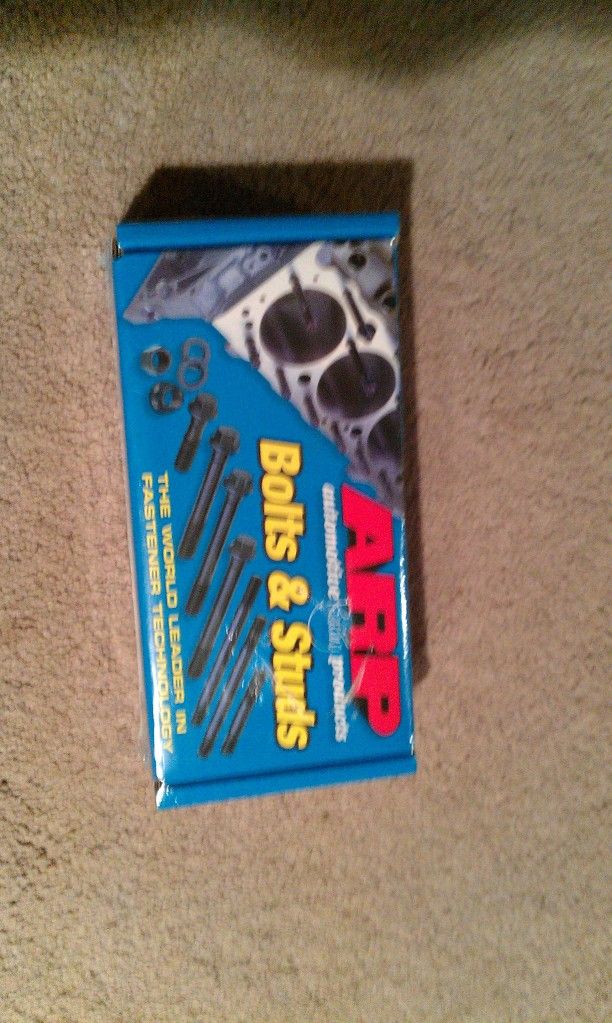 ARP
automotive racing products
Bolts & Studs
THE WORLD LEADER IN
FASTENER TECHNOLOGY